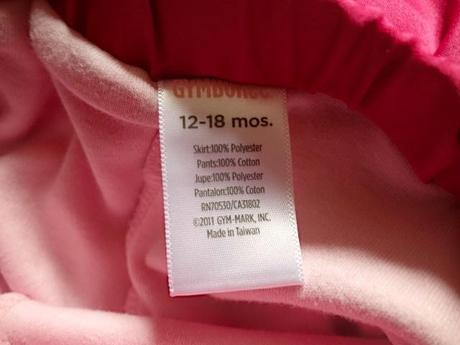 GYMBOREE
12-18 mos.
Skirt:100% Polyester
Pants:100% Cotton
Jupe:100% Polyester
Pantalon:100% Coton
RN70530/CA31802
©2011 GYM-MARK, INC.
Made in Taiwan